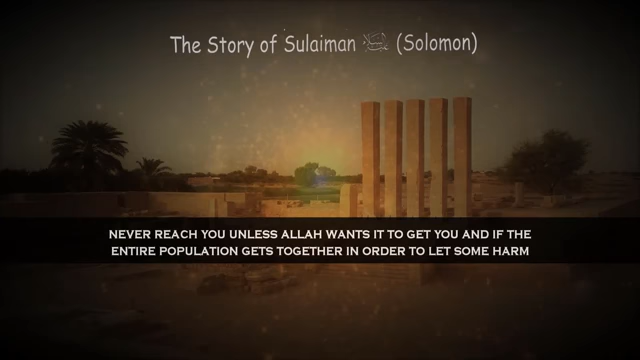 The Story of Sulaiman (Solomon)
NEVER REACH YOU UNLESS ALLAH WANTS IT TO GET YOU AND IF THE
ENTIRE POPULATION GETS TOGETHER IN ORDER TO LET SOME HARM